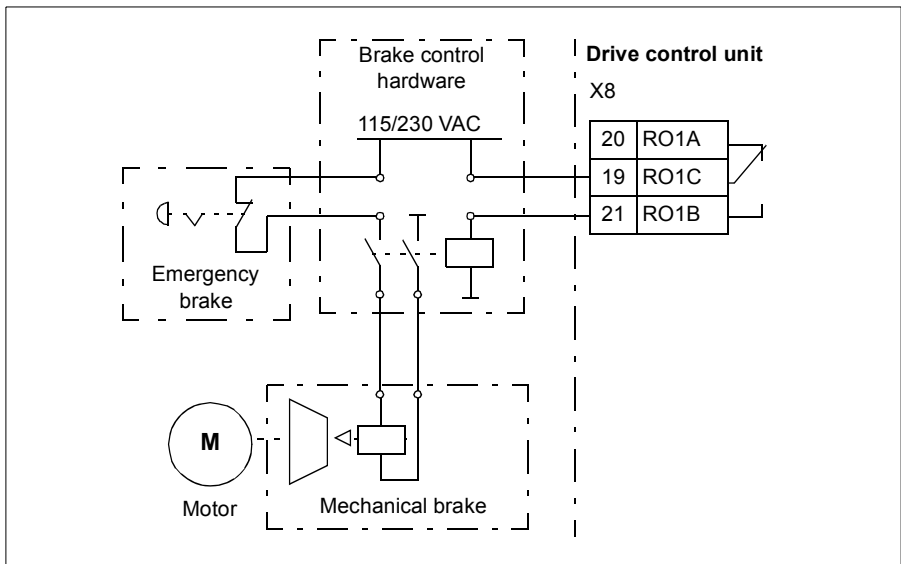 Brake control
hardware
Drive control unit
X8
115/230 VAC
20 RO1A
19 RO1C
21 RO1B
Emergency
brake
M
Motor
Mechanical brake